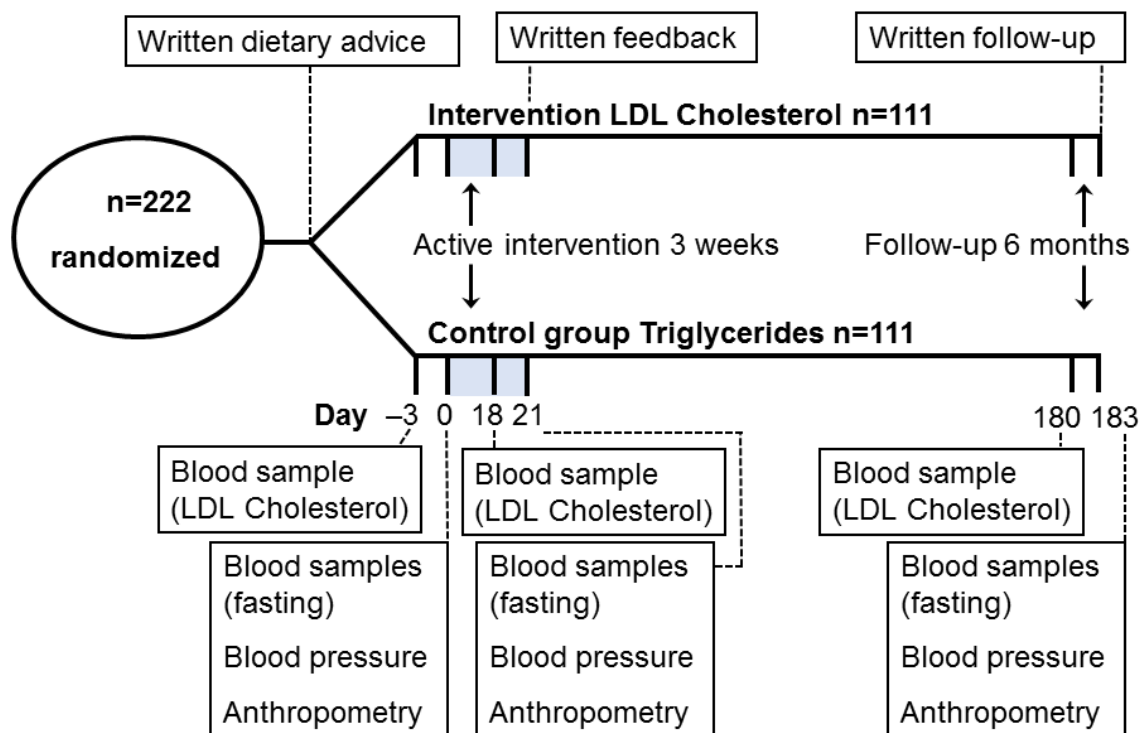 Written dietary advice
Written feedback
Written follow-up
Intervention LDL Cholesterol n=111
n=222
randomized
Active intervention 3 weeks
Follow-up 6 months
Control group Triglycerides n=111
Day –3 0 18 21 180 183
Blood sample
(LDL Cholesterol)
Blood sample
(LDL Cholesterol)
Blood sample
(LDL Cholesterol)
Blood samples
(fasting)
Blood pressure
Anthropometry
Blood samples
(fasting)
Blood pressure
Anthropometry
Blood samples
(fasting)
Blood pressure
Anthropometry